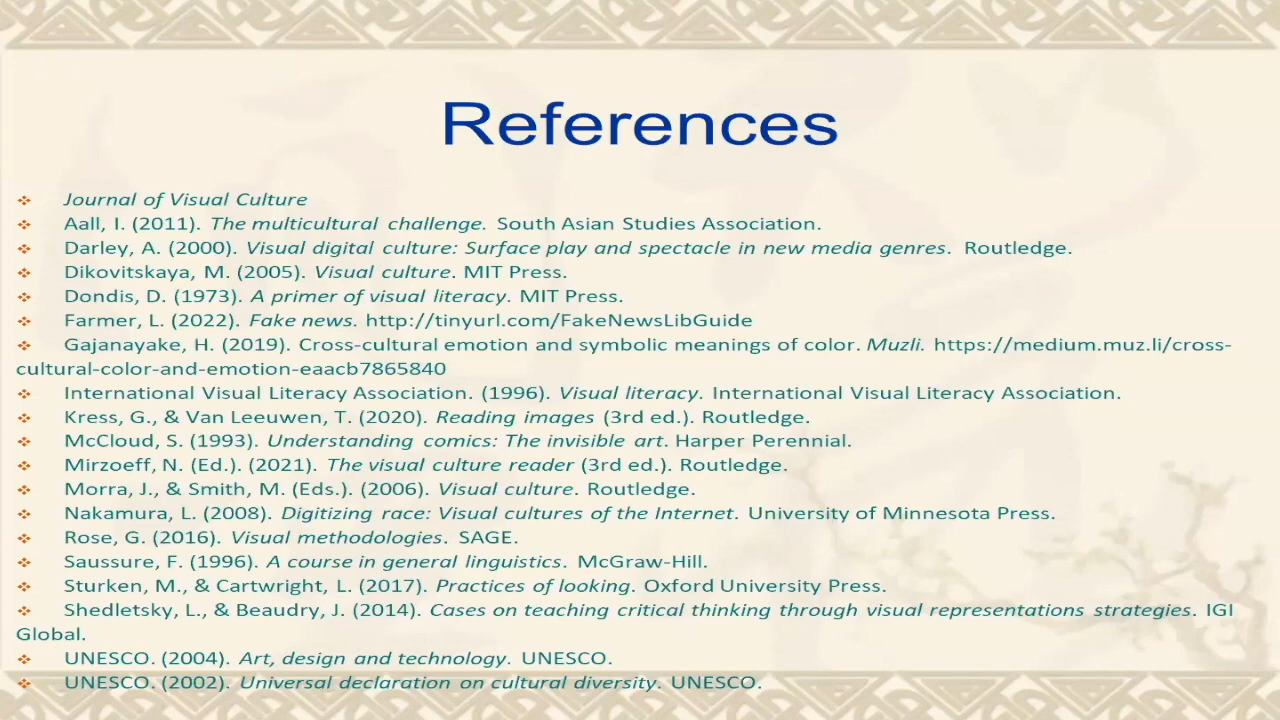 References
❖ Journal of Visual Culture
❖ Aall, I. (2011). The multicultural challenge. South Asian Studies Association.
❖ Darley, A. (2000). Visual digital culture: Surface play and spectacle in new media genres. Routledge.
❖ Dikovitskaya, M. (2005). Visual culture. MIT Press.
❖ Dondis, D. (1973). A primer of visual literacy. MIT Press.
❖ Farmer, L. (2022). Fake news. http://tinyurl.com/FakeNewsLibGuide
❖ Gajanayake, H. (2019). Cross-cultural emotion and symbolic meanings of color. Muzli. https://medium.muz.li/cross-
cultural-color-and-emotion-eaacb7865840
❖ International Visual Literacy Association. (1996). Visual literacy. International Visual Literacy Association.
❖ Kress, G., & Van Leeuwen, T. (2020). Reading images (3rd ed.). Routledge.
❖ McCloud, S. (1993). Understanding comics: The invisible art. Harper Perennial.
❖ Mirzoeff, N. (Ed.). (2021). The visual culture reader (3rd ed.). Routledge.
❖ Morra, J., & Smith, M. (Eds.). (2006). Visual culture. Routledge.
❖ Nakamura, L. (2008). Digitizing race: Visual cultures of the Internet. University of Minnesota Press.
❖ Rose, G. (2016). Visual methodologies. SAGE.
❖ Saussure, F. (1996). A course in general linguistics. McGraw-Hill.
❖ Sturken, M., & Cartwright, L. (2017). Practices of looking. Oxford University Press.
❖ Shedletsky, L., & Beaudry, J. (2014). Cases on teaching critical thinking through visual representations strategies. IGI
Global.
❖ UNESCO. (2004). Art, design and technology. UNESCO.
❖ UNESCO. (2002). Universal declaration on cultural diversity. UNESCO.